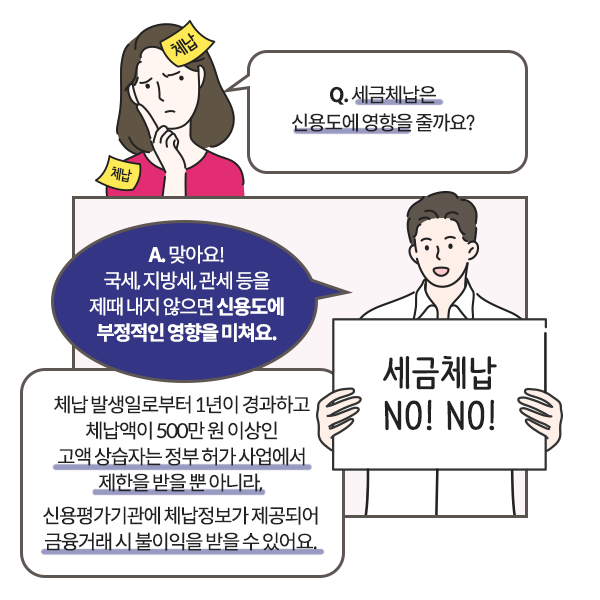 체납
체납
Q. 세금체납은
신용도에 영향을 줄까요?
A. 맞아요!
국세, 지방세, 관세 등을
제때 내지 않으면 신용도에
부정적인 영향을 미쳐요.
세금체납
NO! NO!
체납 발생일로부터 1년이 경과하고
체납액이 500만 원 이상인
고액 상습자는 정부 허가 사업에서
제한을 받을 뿐 아니라,
신용평가기관에 체납정보가 제공되어
금융거래 시 불이익을 받을 수 있어요.